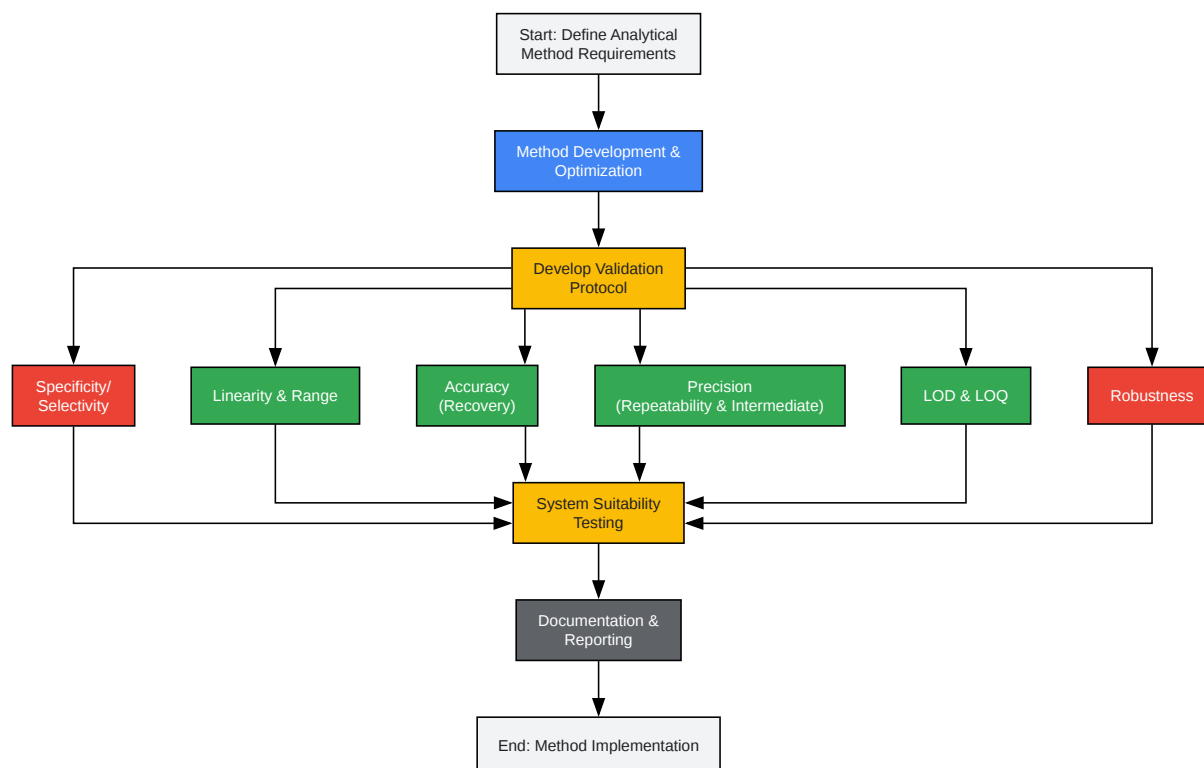 Start: Define Analytical
Method Requirements
Method Development &
Optimization
Develop Validation
Protocol
Specificity/
Selectivity
Linearity & Range
Accuracy
(Recovery)
Precision
(Repeatability & Intermediate)
LOD & LOQ
Robustness
System Suitability
Testing
Documentation &
Reporting
End: Method Implementation